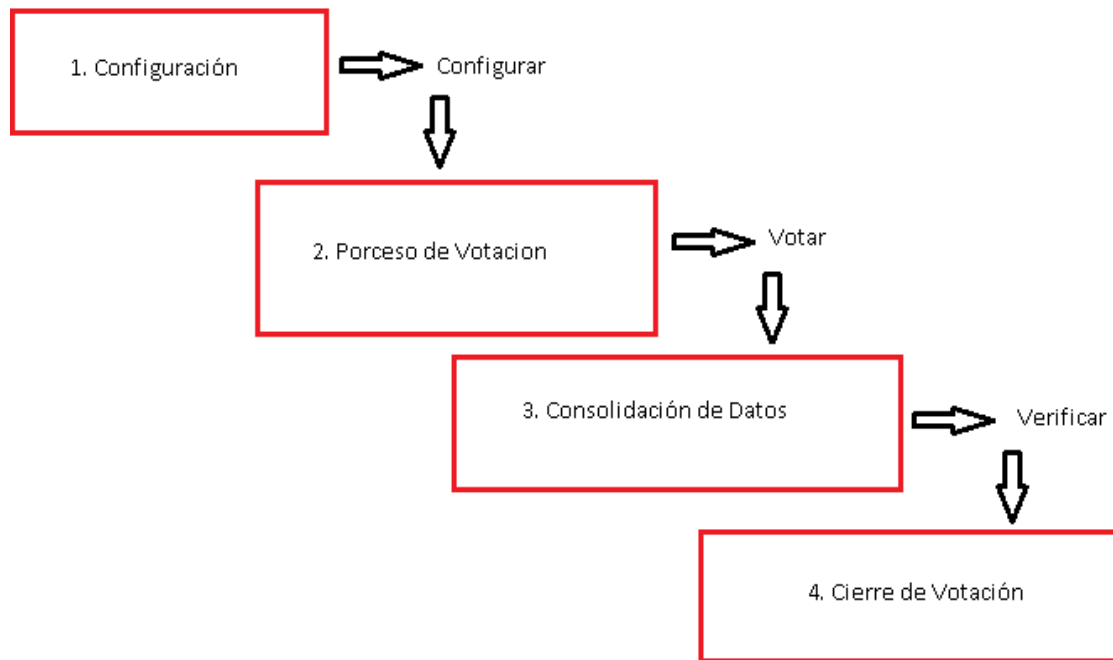 1. Configuración
Configurar
2. Porceso de Votacion
Votar
3. Consolidación de Datos
Verificar
4. Cierre de Votación